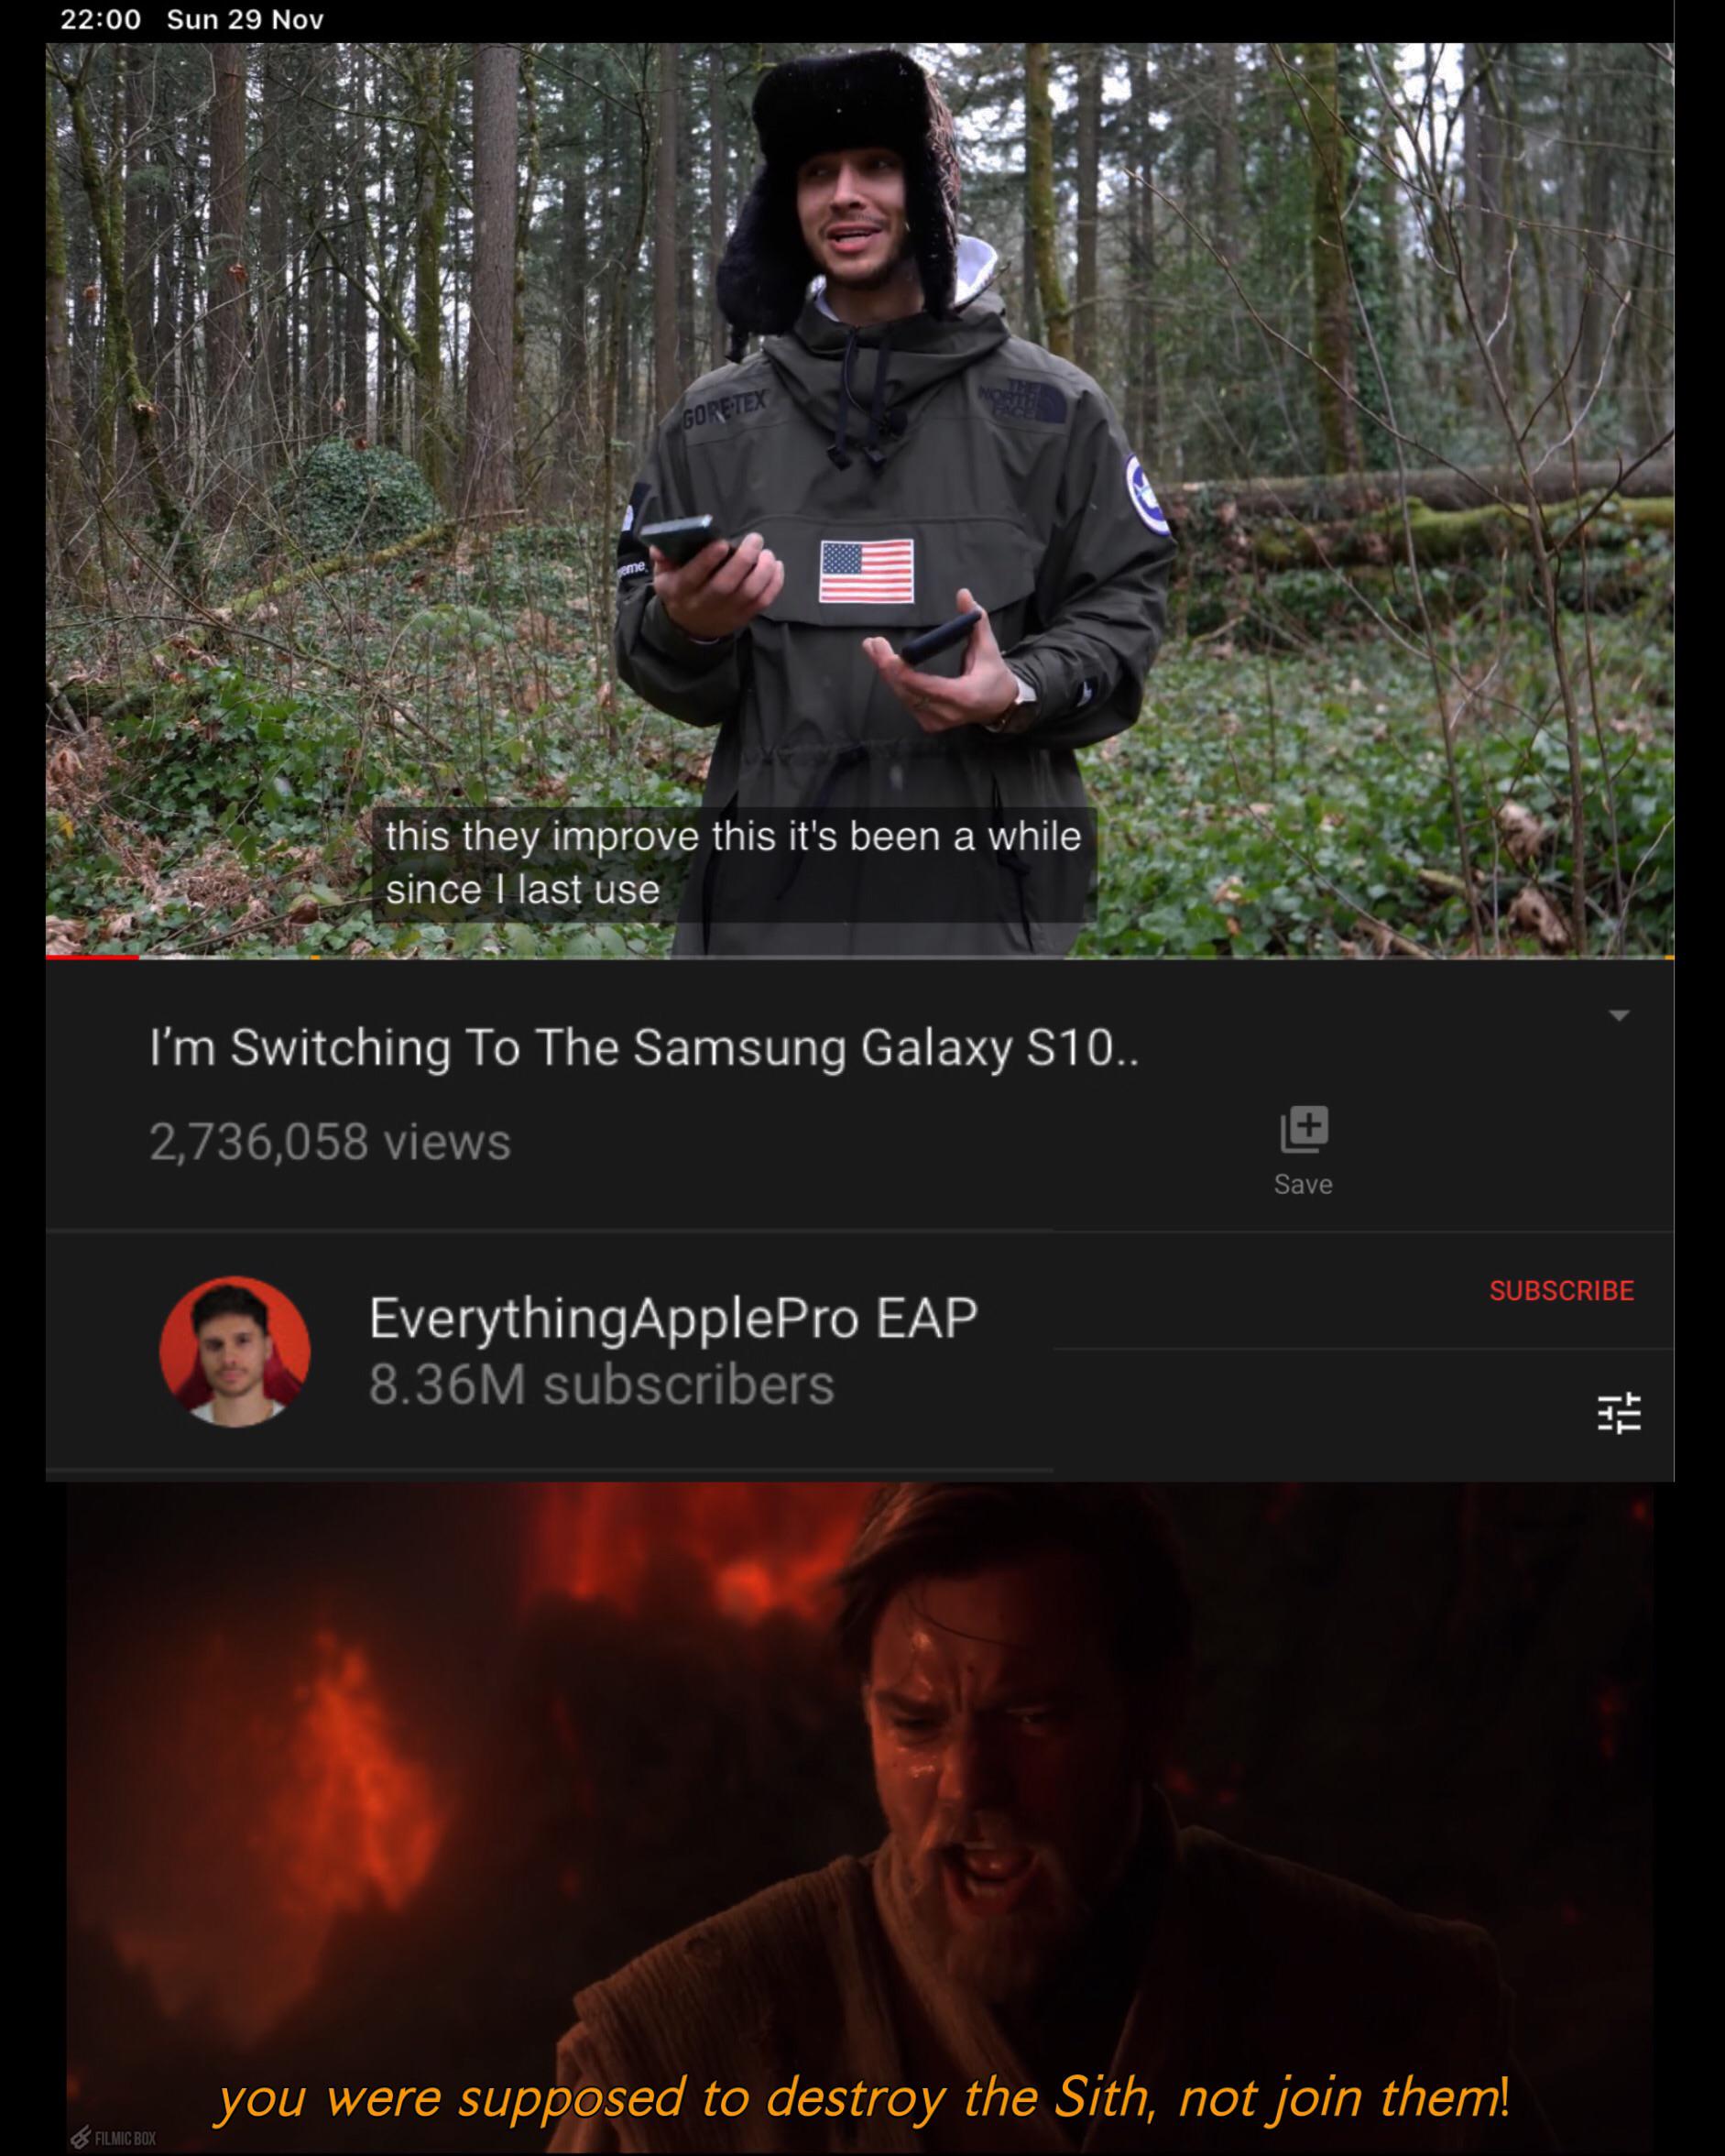 22:00 Sun 29 Nov
GORE-TEX
THE
NORTH
FACE
eme
this they improve this it's been a while
since I last use
I'm Switching To The Samsung Galaxy S10..
2,736,058 views
Save
EverythingApplePro EAP
8.36M subscribers
SUBSCRIBE
you were supposed to destroy the Sith, not join them!
FILMIC BOX